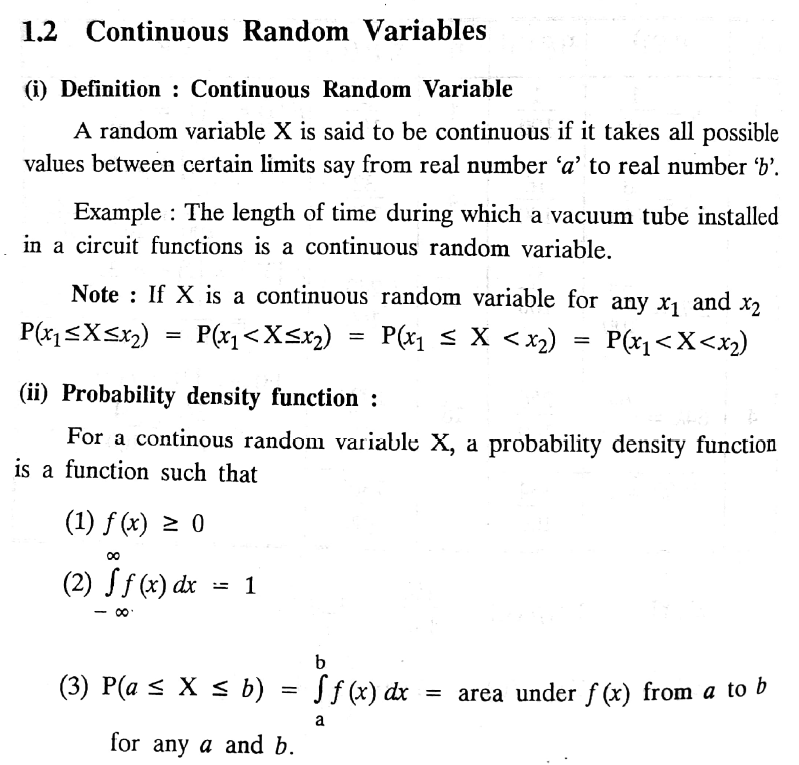 1.2 Continuous Random Variables
(i) Definition : Continuous Random Variable
A random variable X is said to be continuous if it takes all possible
values between certain limits say from real number ‘a’ to real number ‘b’.
Example : The length of time during which a vacuum tube installed
in a circuit functions is a continuous random variable.
Note : If X is a continuous random variable for any x₁ and x₂
P(x₁≤X≤x₂) = P(x₁<X≤x₂) = P(x₁ ≤ X <x₂) = P(x₁<X<x₂)
(ii) Probability density function :
For a continous random variable X, a probability density function
is a function such that
(1) f (x) ≥ 0
∞
(2) ∫ f (x) dx = 1
– ∞
b
(3) P(a ≤ X ≤ b) = ∫ f (x) dx = area under f (x) from a to b
a
for any a and b.